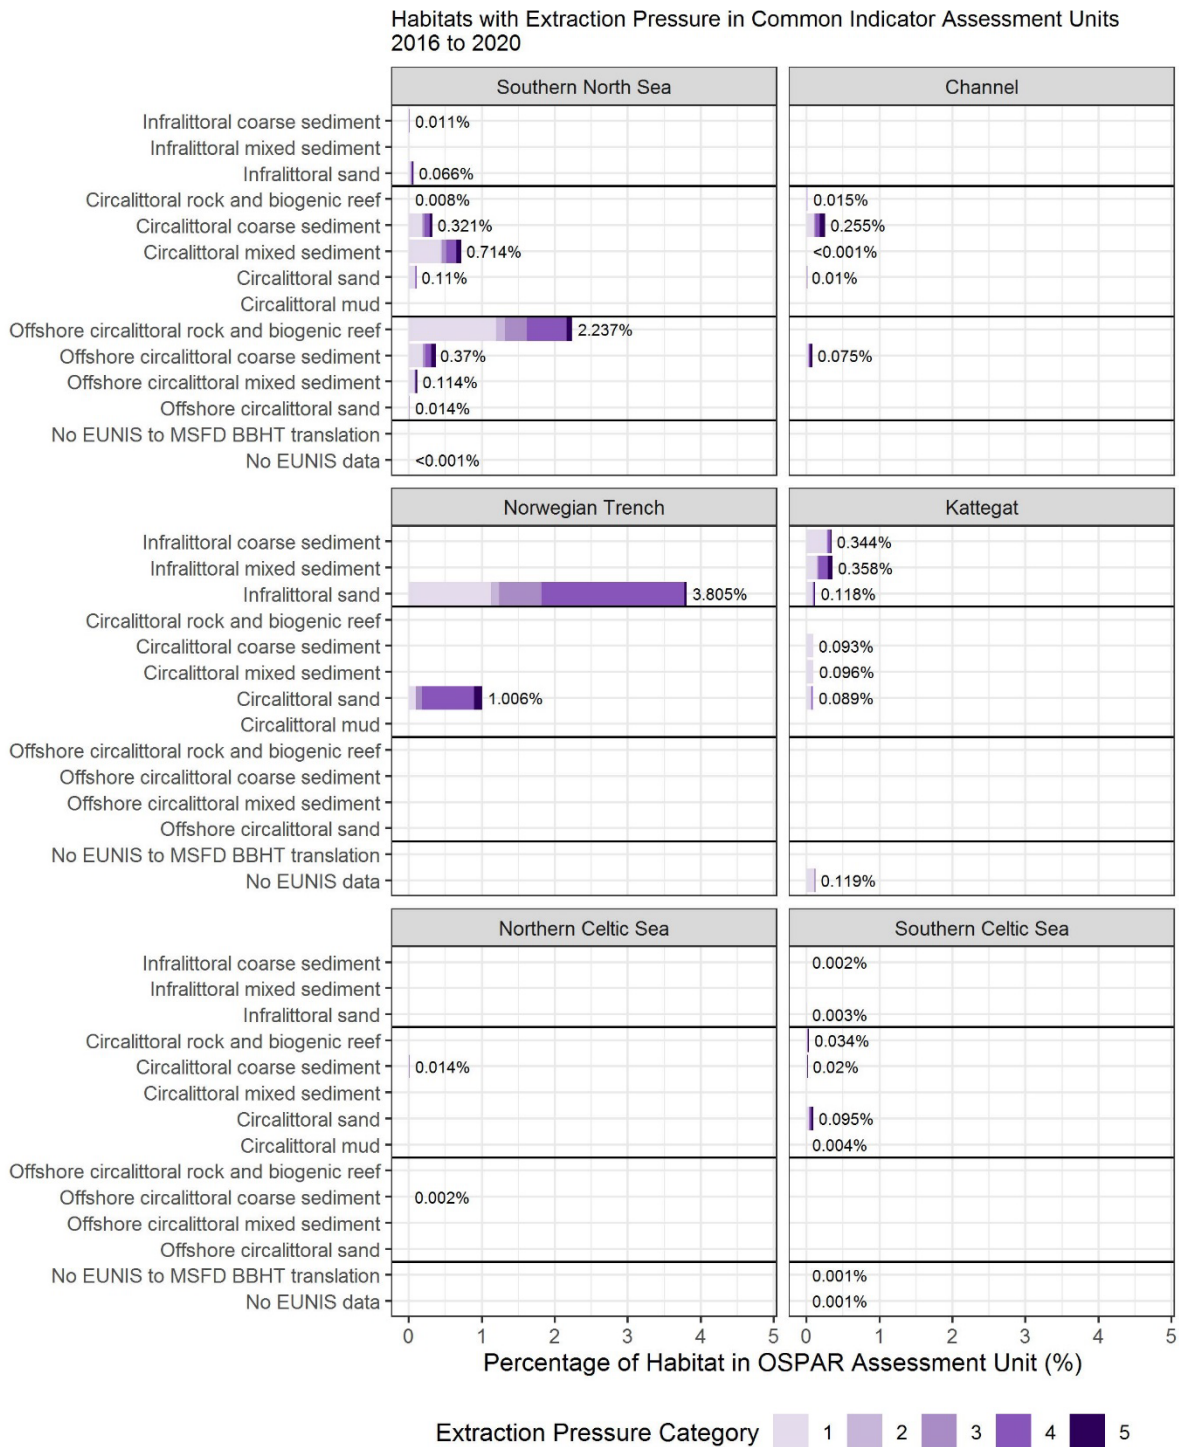 Habitats with Extraction Pressure in Common Indicator Assessment Units
2016 to 2020
Southern North Sea
Channel
Infralittoral coarse sediment 0.011%
Infralittoral mixed sediment
Infralittoral sand 0.066%
Circalittoral rock and biogenic reef 0.008% 0.015%
Circalittoral coarse sediment 0.321% 0.255%
Circalittoral mixed sediment 0.714% <0.001%
Circalittoral sand 0.11% 0.01%
Circalittoral mud
Offshore circalittoral rock and biogenic reef 2.237%
Offshore circalittoral coarse sediment 0.37% 0.075%
Offshore circalittoral mixed sediment 0.114%
Offshore circalittoral sand 0.014%
No EUNIS to MSFD BBHT translation
No EUNIS data <0.001%
Norwegian Trench
Kattegat
Infralittoral coarse sediment 0.344%
Infralittoral mixed sediment 0.358%
Infralittoral sand 3.805% 0.118%
Circalittoral rock and biogenic reef
Circalittoral coarse sediment 0.093%
Circalittoral mixed sediment 0.096%
Circalittoral sand 1.006% 0.089%
Circalittoral mud
Offshore circalittoral rock and biogenic reef
Offshore circalittoral coarse sediment
Offshore circalittoral mixed sediment
Offshore circalittoral sand
No EUNIS to MSFD BBHT translation
No EUNIS data 0.119%
Northern Celtic Sea
Southern Celtic Sea
Infralittoral coarse sediment 0.002%
Infralittoral mixed sediment
Infralittoral sand 0.003%
Circalittoral rock and biogenic reef 0.034%
Circalittoral coarse sediment 0.014% 0.02%
Circalittoral mixed sediment
Circalittoral sand 0.095%
Circalittoral mud 0.004%
Offshore circalittoral rock and biogenic reef
Offshore circalittoral coarse sediment 0.002%
Offshore circalittoral mixed sediment
Offshore circalittoral sand
No EUNIS to MSFD BBHT translation 0.001%
No EUNIS data 0.001%
0 1 2 3 4 5 0 1 2 3 4 5
Percentage of Habitat in OSPAR Assessment Unit (%)
Extraction Pressure Category 1 2 3 4 5